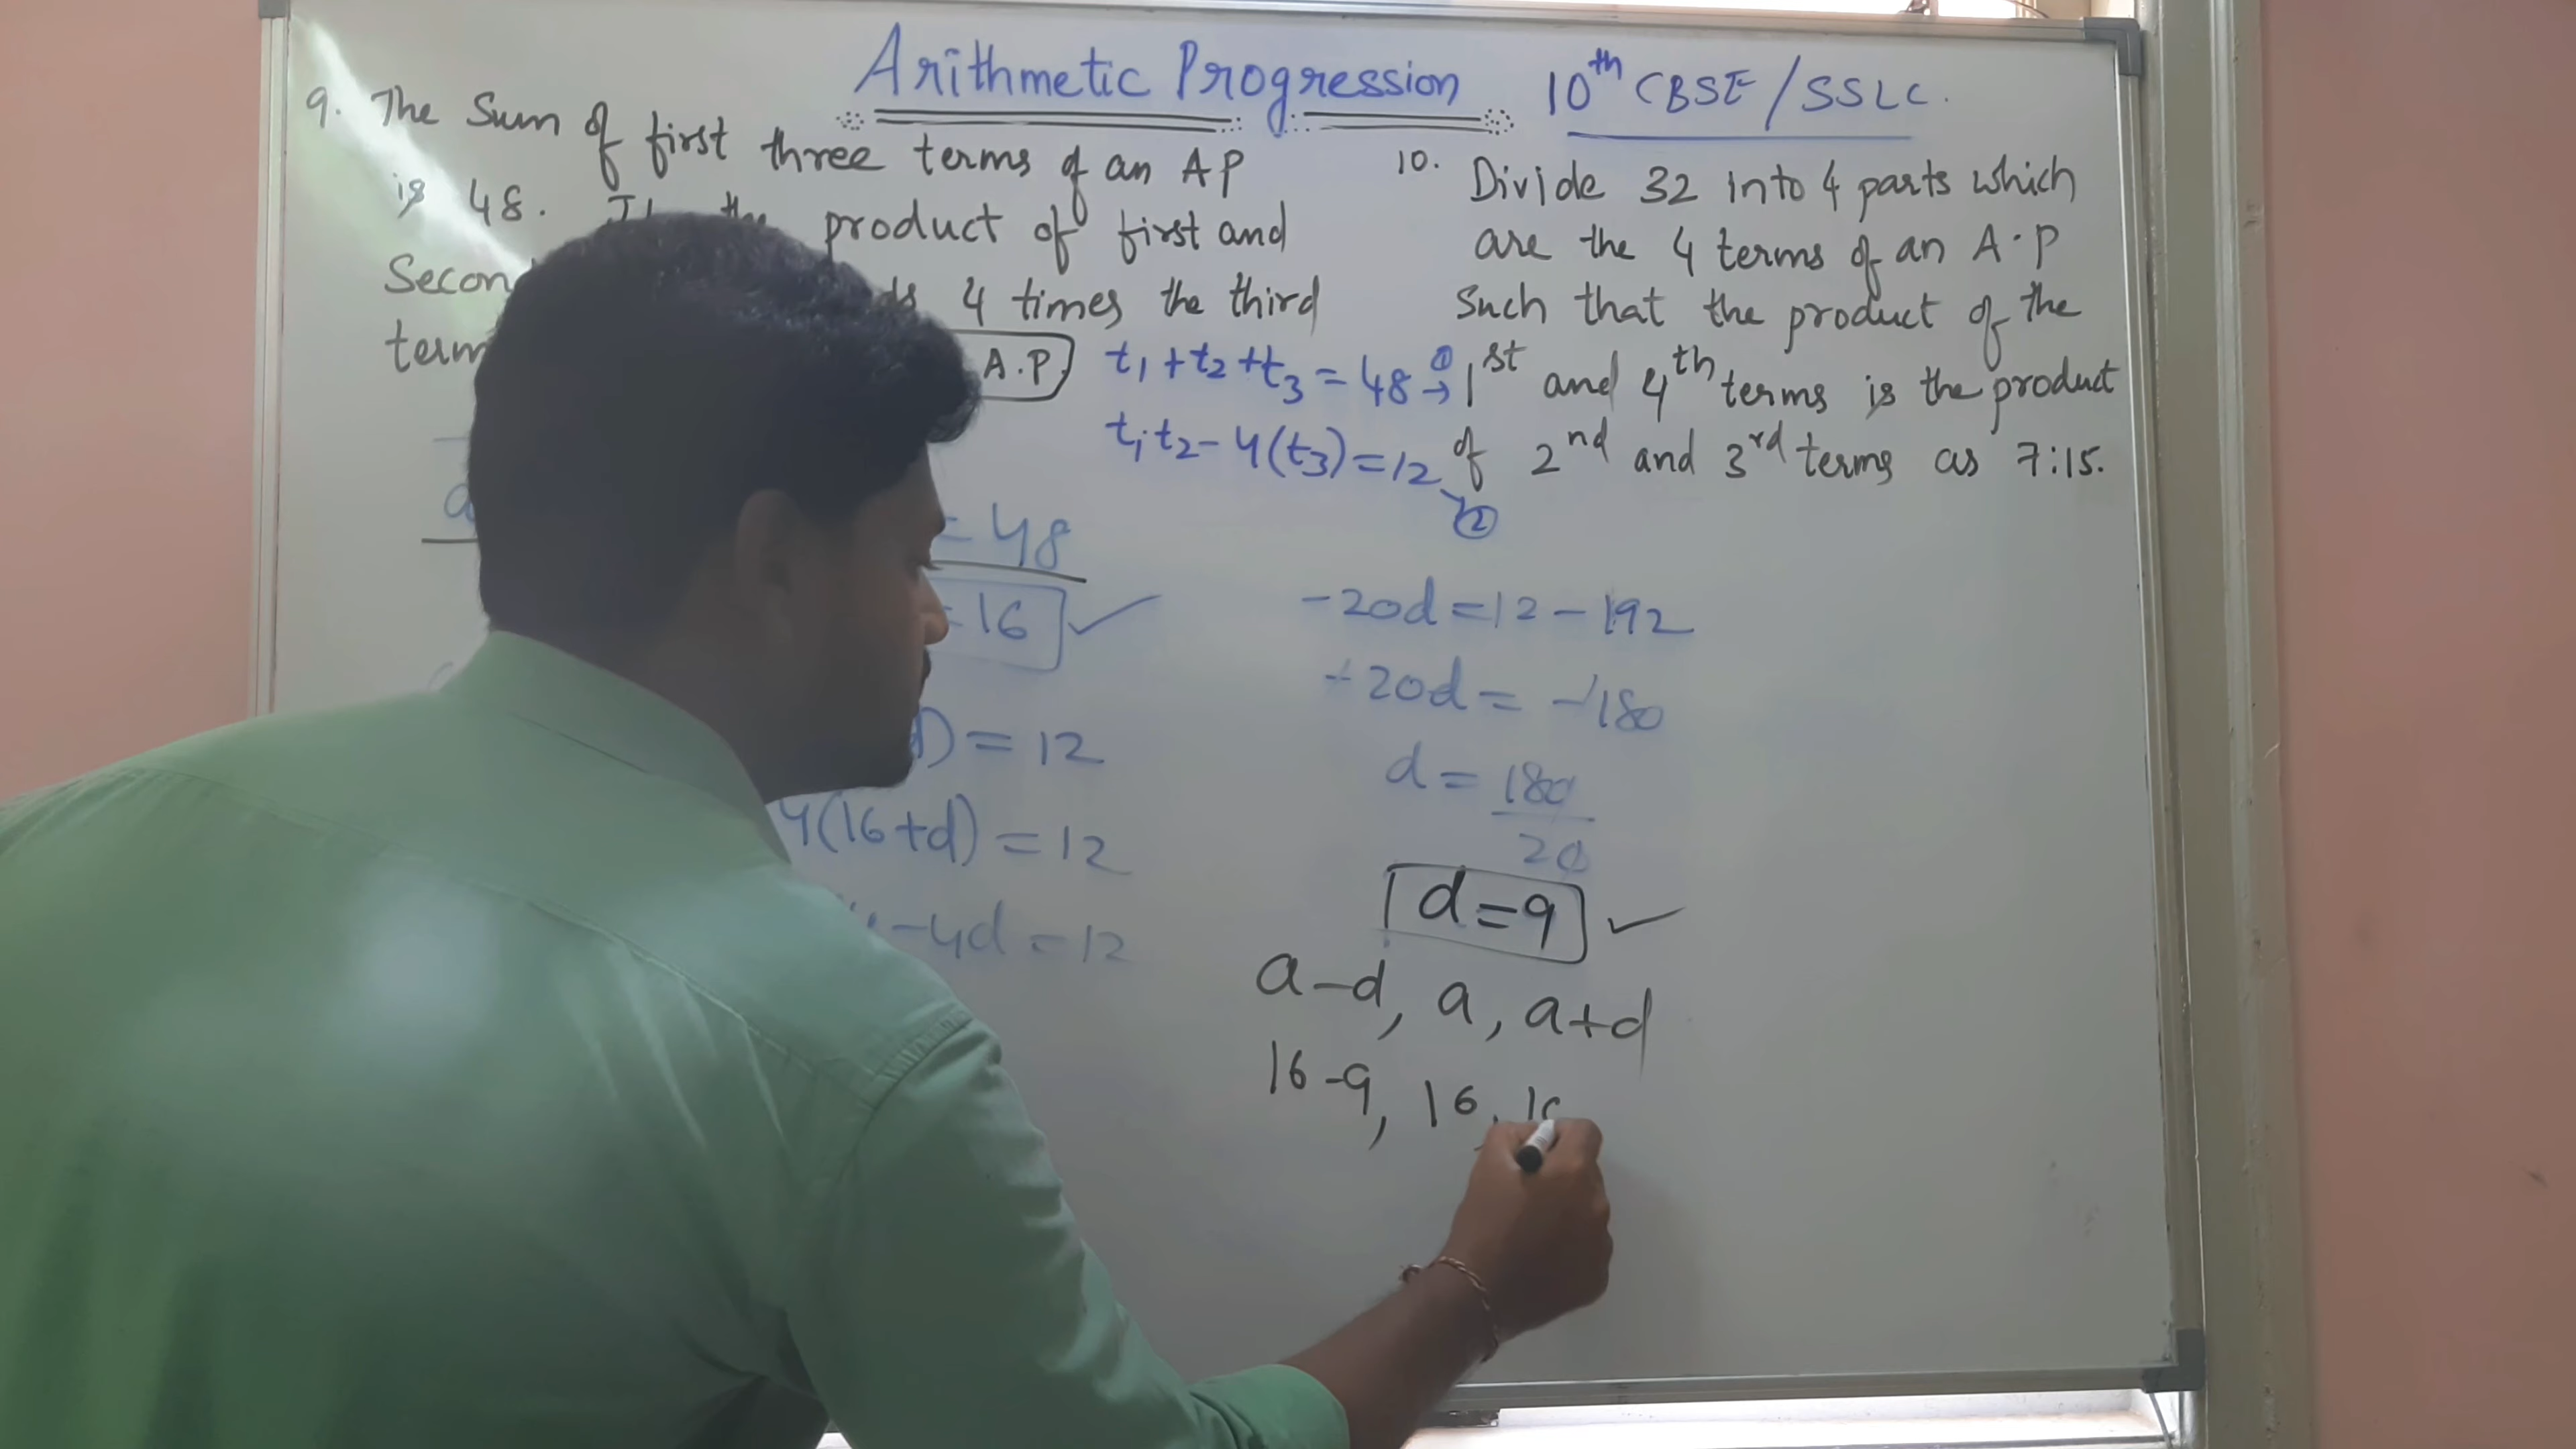 Arithmetic Progression 10th CBSE/SSLC.
9. The Sum of first three terms of an AP
is 48. If the product of first and
Secon 4 times the third
term A.P
t1+t2+t3=48→①
t1.t2-4(t3)=12
②
=48
=16
d)=12
4(16+d)=12
-4d=12
10. Divide 32 into 4 parts which
are the 4 terms of an A.P
Such that the product of the
1st and 4th terms is the product
of 2nd and 3rd terms as 7:15.
-20d=12-192
-20d=-180
d=180/20
d=9
a-d, a, a+d
16-9, 16,